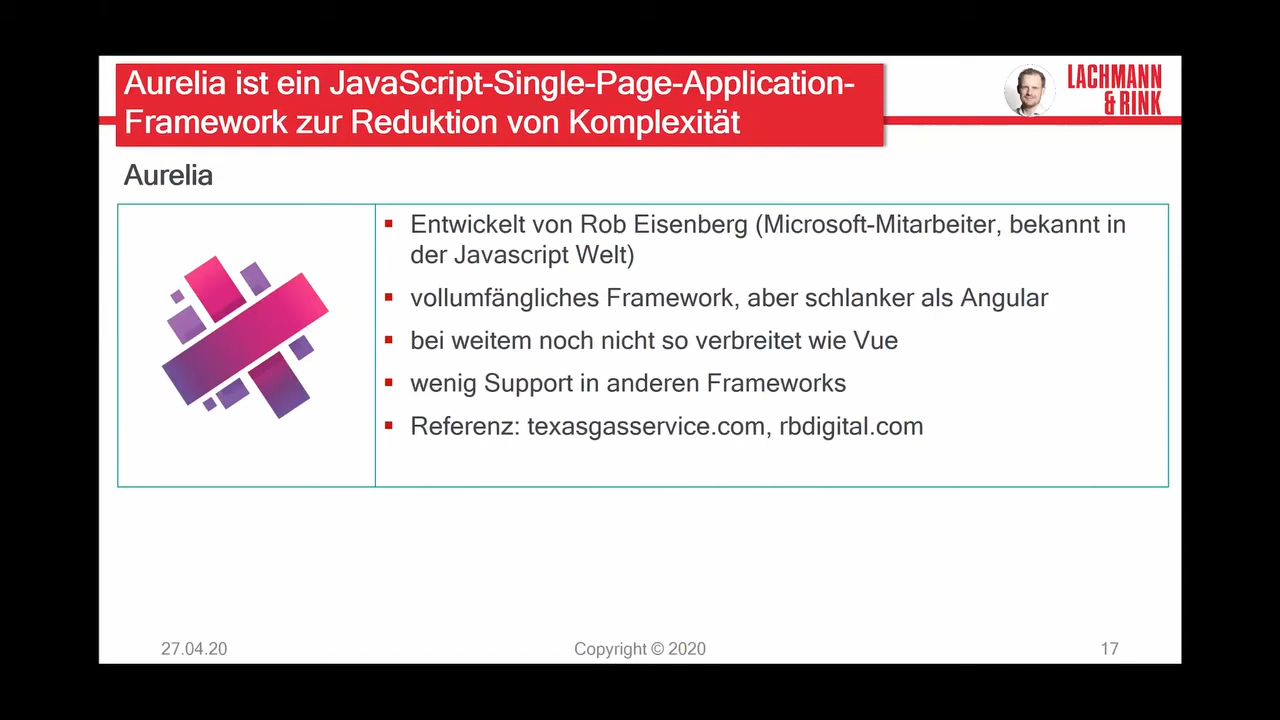 Aurelia ist ein JavaScript-Single-Page-Application-
Framework zur Reduktion von Komplexität
LACHMANN
& RINK
Aurelia
Entwickelt von Rob Eisenberg (Microsoft-Mitarbeiter, bekannt in
der Javascript Welt)
vollumfängliches Framework, aber schlanker als Angular
bei weitem noch nicht so verbreitet wie Vue
wenig Support in anderen Frameworks
Referenz: texasgasservice.com, rbdigital.com
27.04.20
Copyright © 2020
17